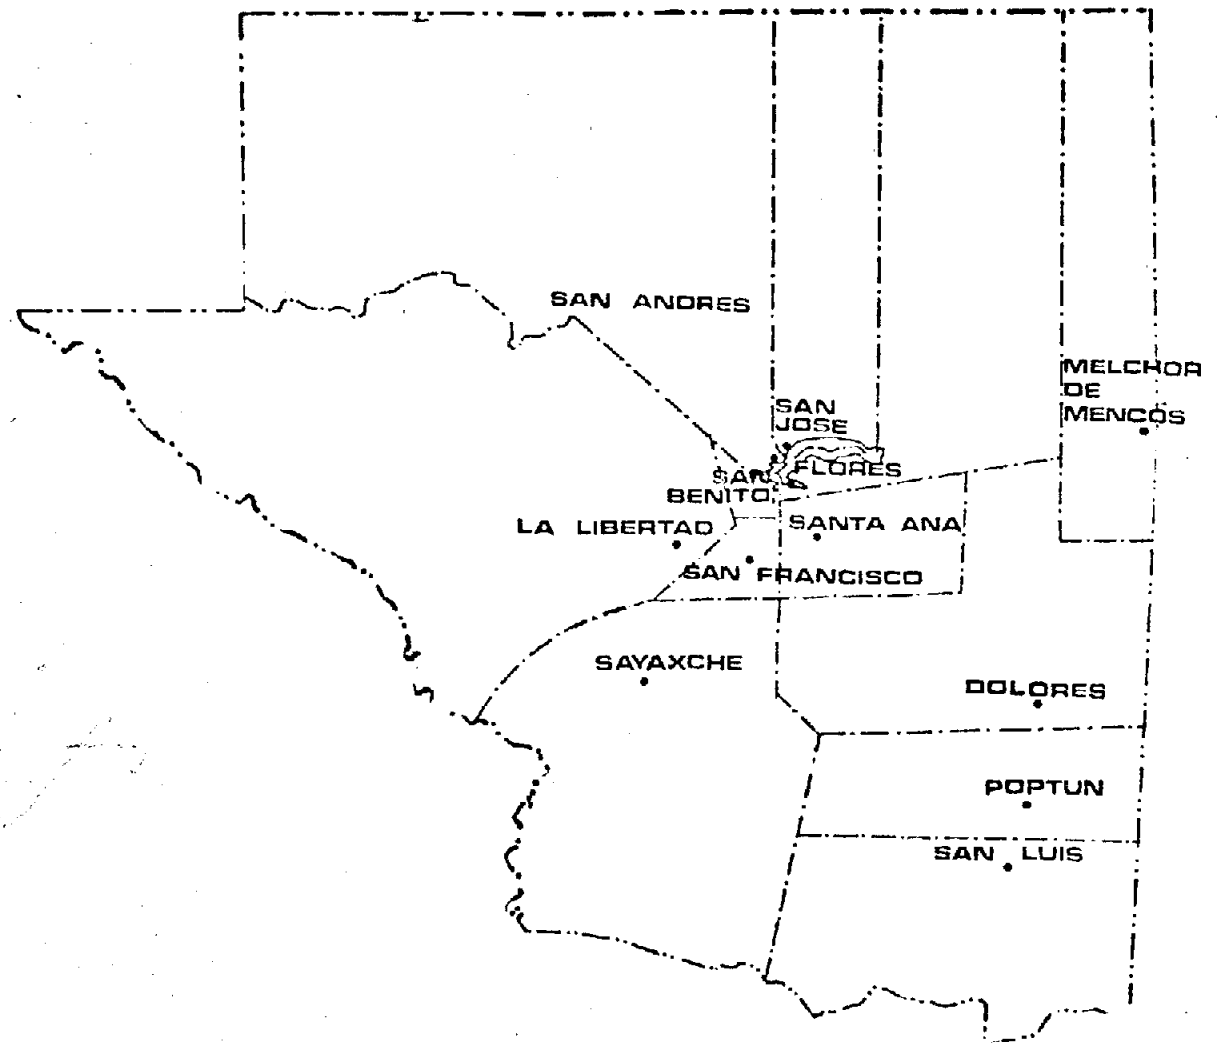 SAN ANDRES
MELCHOR
DE
MENCOS
SAN
JOSE
FLORES
SAN
BENITO
LA LIBERTAD
SANTA ANA
SAN FRANCISCO
SAYAXCHE
DOLORES
POPTUN
SAN LUIS